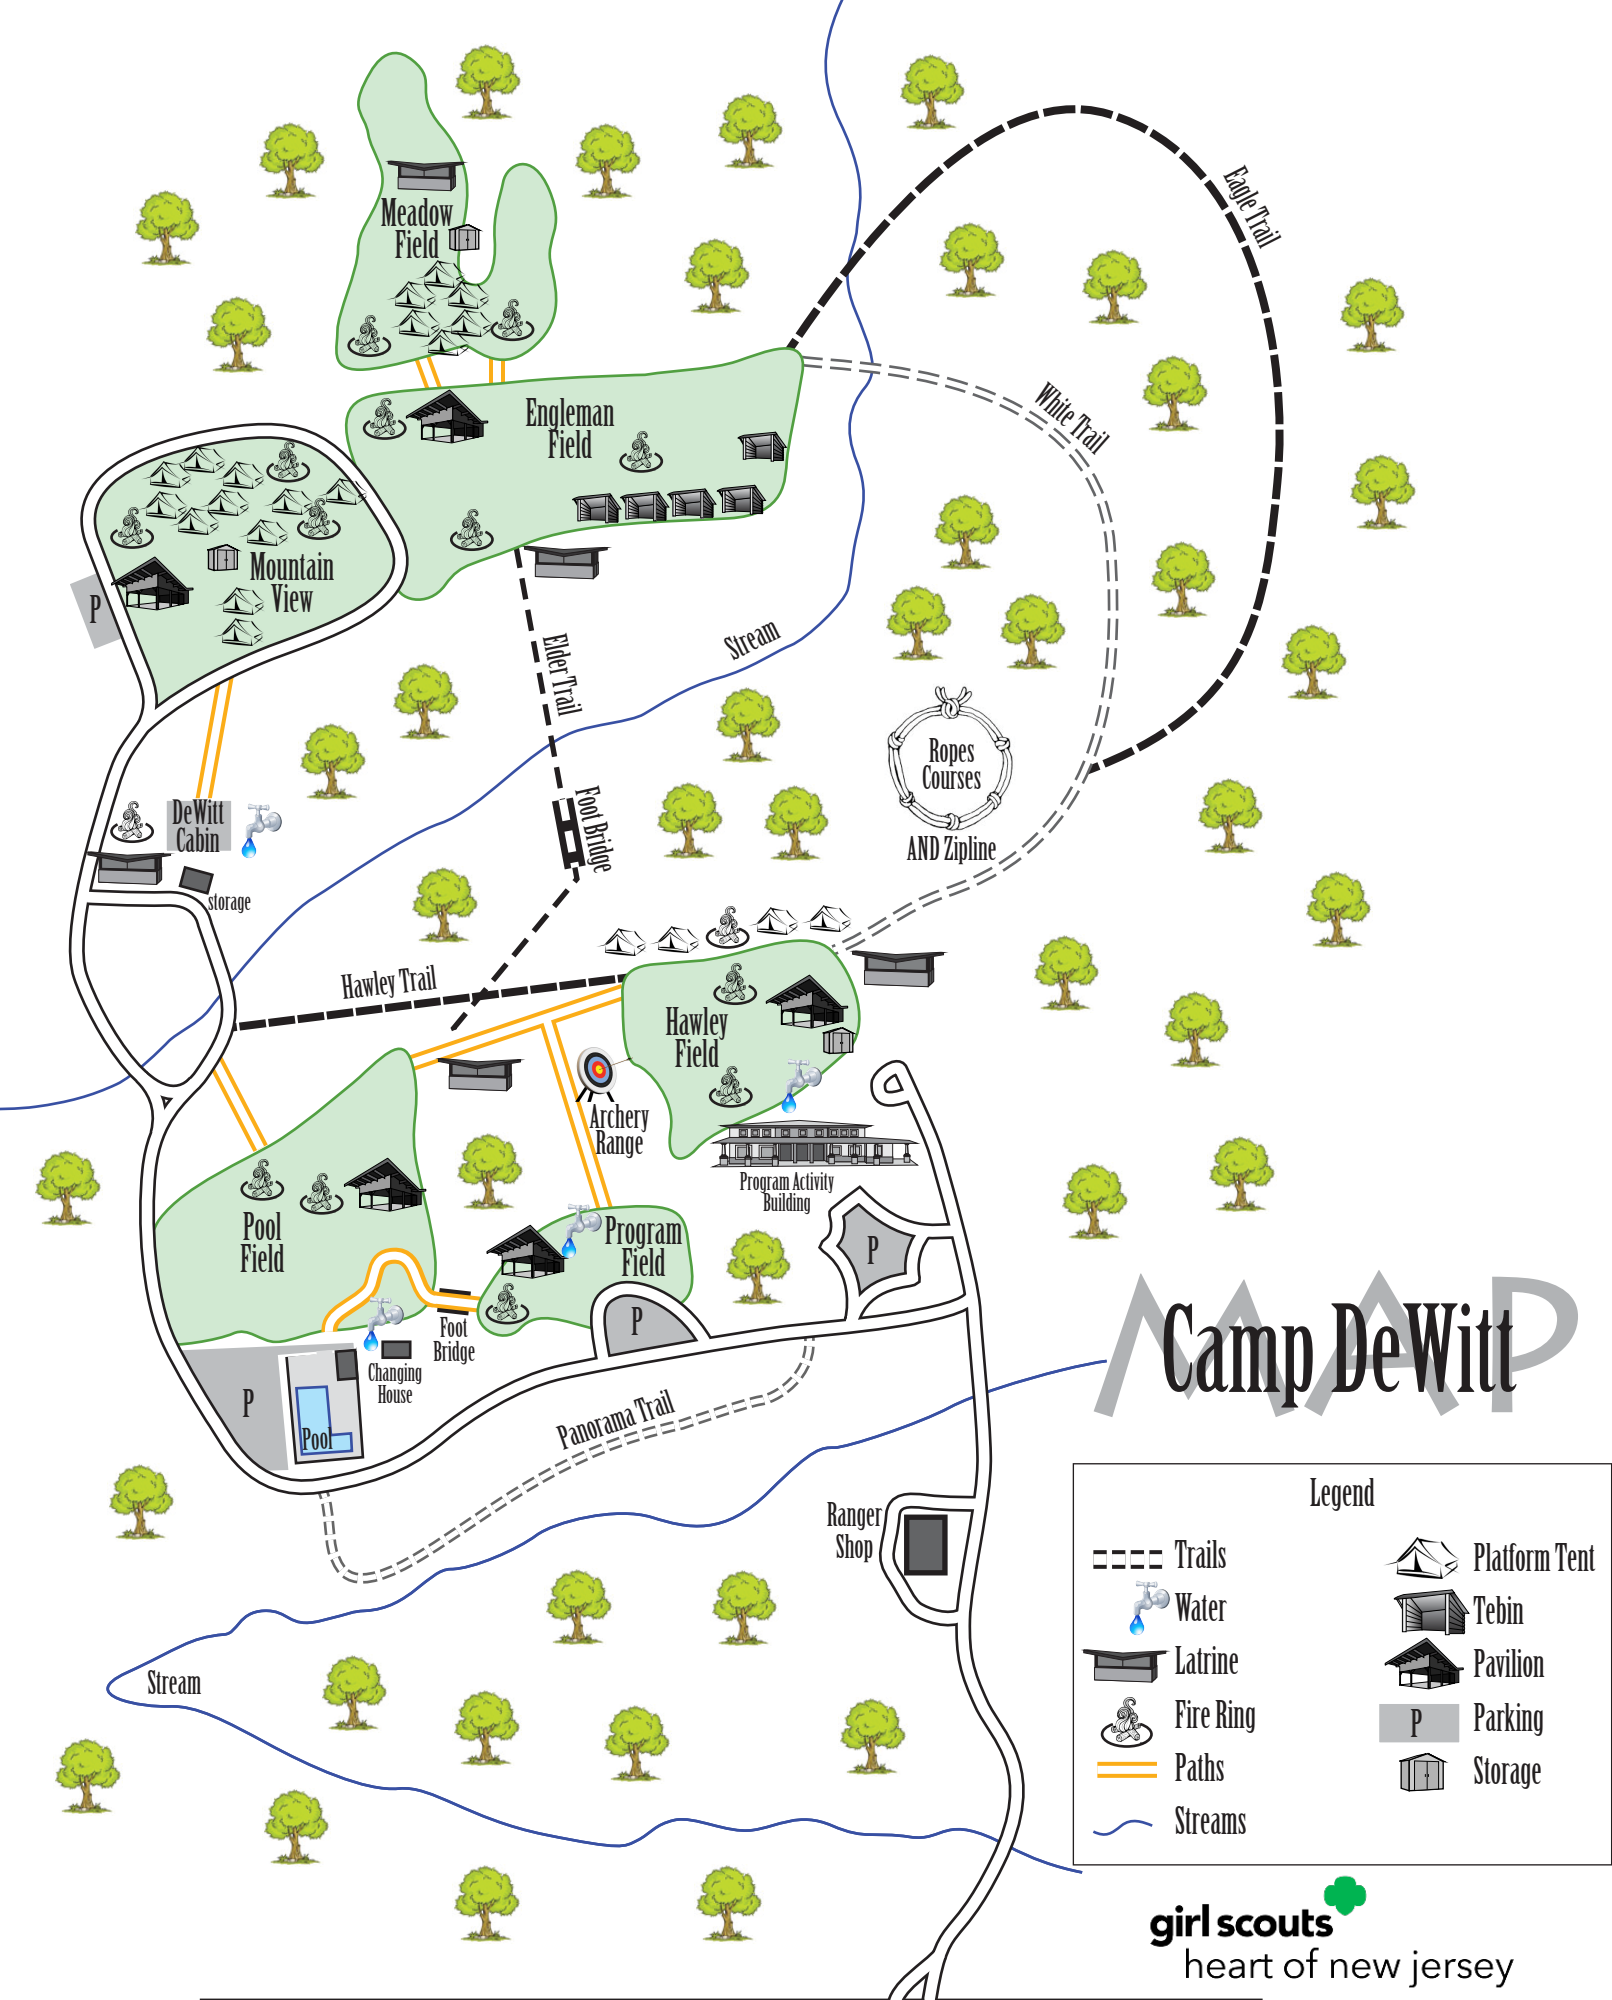 Eagle Trail
Meadow
Field
White Trail
Engleman
Field
Mountain
View
P
Elder Trail
Stream
Ropes
Courses
AND Zipline
Foot Bridge
DeWitt
Cabin
storage
Hawley Trail
Hawley
Field
Archery
Range
Program Activity
Building
Pool
Field
Program
Field
P
P
Foot
Bridge
Changing
House
P
Pool
Panorama Trail
MAP
Camp DeWitt
Ranger
Shop
Stream
Legend
Trails
Water
Latrine
Fire Ring
Paths
Streams
Platform Tent
Tebin
Pavilion
P
Parking
Storage
girl scouts
heart of new jersey